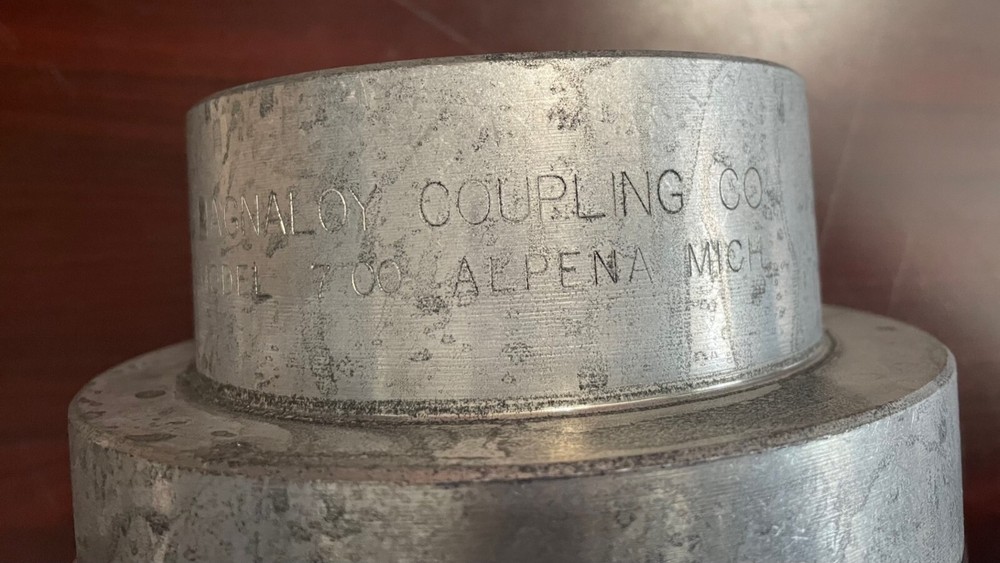 MAGNALOY COUPLING CO.
MODEL 700 ALPENA MICH.